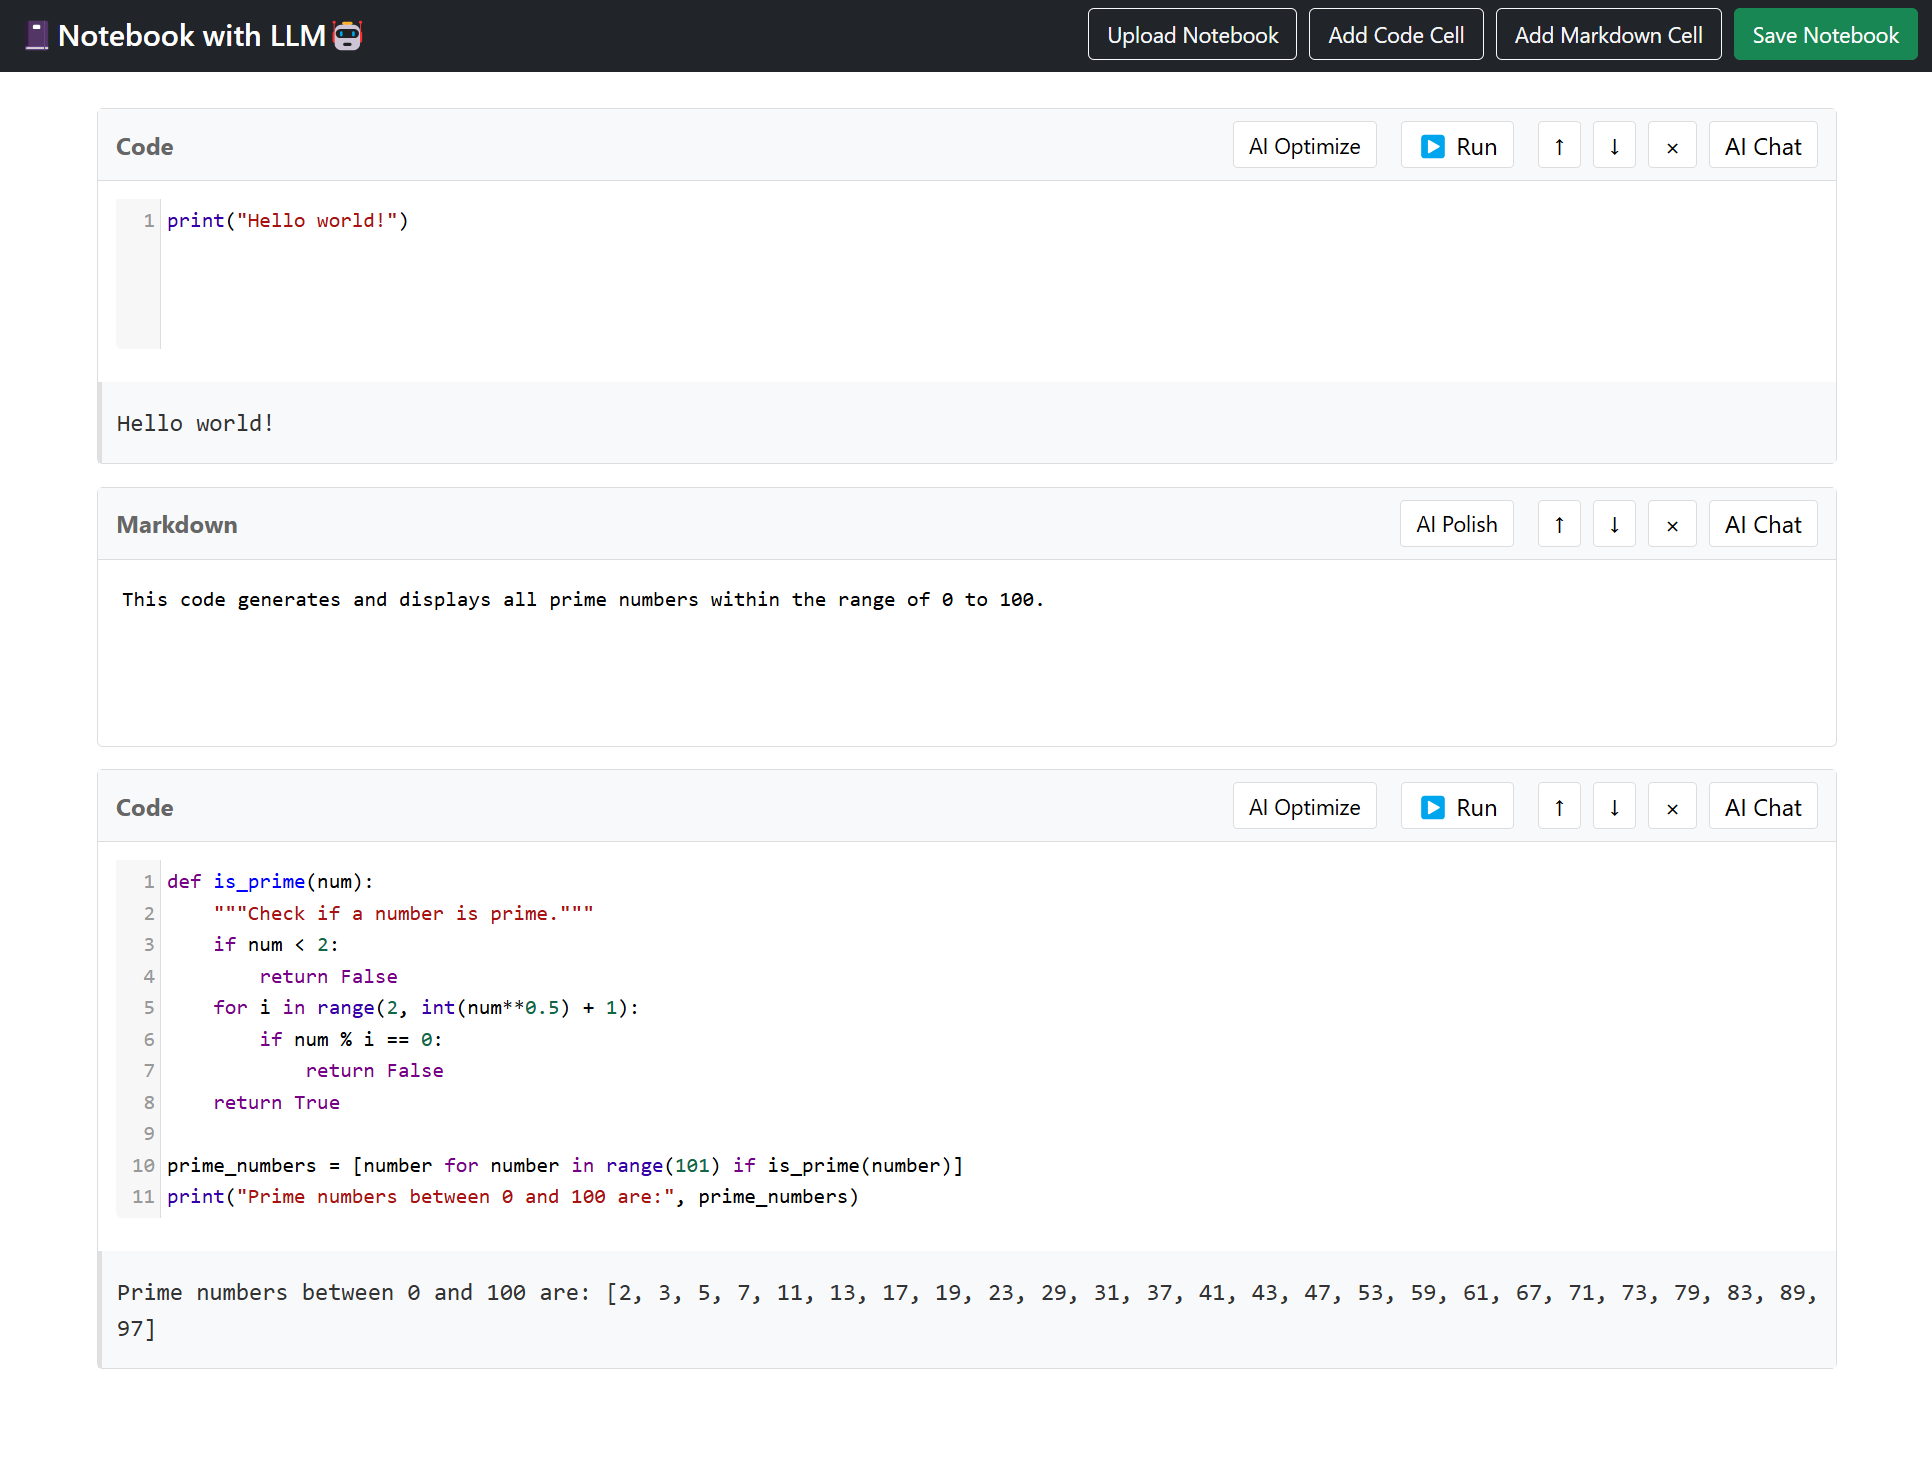 Notebook with LLM
Upload Notebook Add Code Cell Add Markdown Cell Save Notebook
Code
AI Optimize Run ↑ ↓ × AI Chat
1 print("Hello world!")
Hello world!
Markdown
AI Polish ↑ ↓ × AI Chat
This code generates and displays all prime numbers within the range of 0 to 100.
Code
AI Optimize Run ↑ ↓ × AI Chat
1 def is_prime(num):
2     """Check if a number is prime."""
3     if num < 2:
4         return False
5     for i in range(2, int(num**0.5) + 1):
6         if num % i == 0:
7             return False
8     return True
9
10 prime_numbers = [number for number in range(101) if is_prime(number)]
11 print("Prime numbers between 0 and 100 are:", prime_numbers)
Prime numbers between 0 and 100 are: [2, 3, 5, 7, 11, 13, 17, 19, 23, 29, 31, 37, 41, 43, 47, 53, 59, 61, 67, 71, 73, 79, 83, 89,
97]